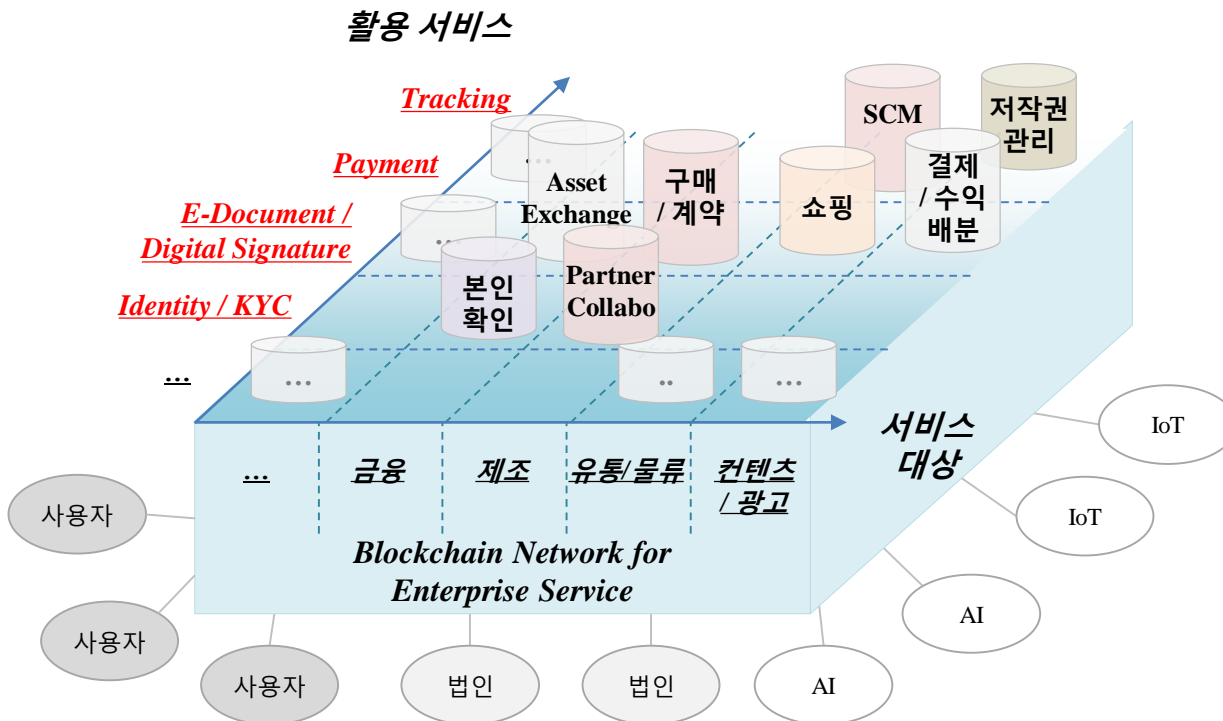 활용 서비스
Tracking
Payment
E-Document /
Digital Signature
Identity / KYC
...
SCM
저작권
관리
...
Asset
Exchange
구매
/ 계약
쇼핑
결제
/ 수익
배분
...
본인
확인
Partner
Collabo
...
..
...
서비스
대상
...
금융
제조
유통/물류
컨텐츠
/ 광고
Blockchain Network for
Enterprise Service
사용자
사용자
사용자
법인
법인
AI
AI
IoT
IoT